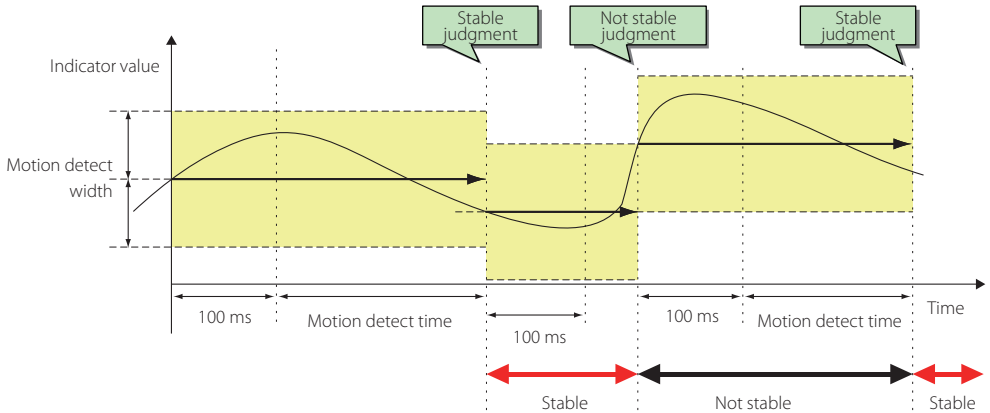 Stable
judgment
Not stable
judgment
Stable
judgment
Indicator value
Motion detect
width
100 ms
Motion detect time
100 ms
100 ms
Motion detect time
Time
Stable
Not stable
Stable